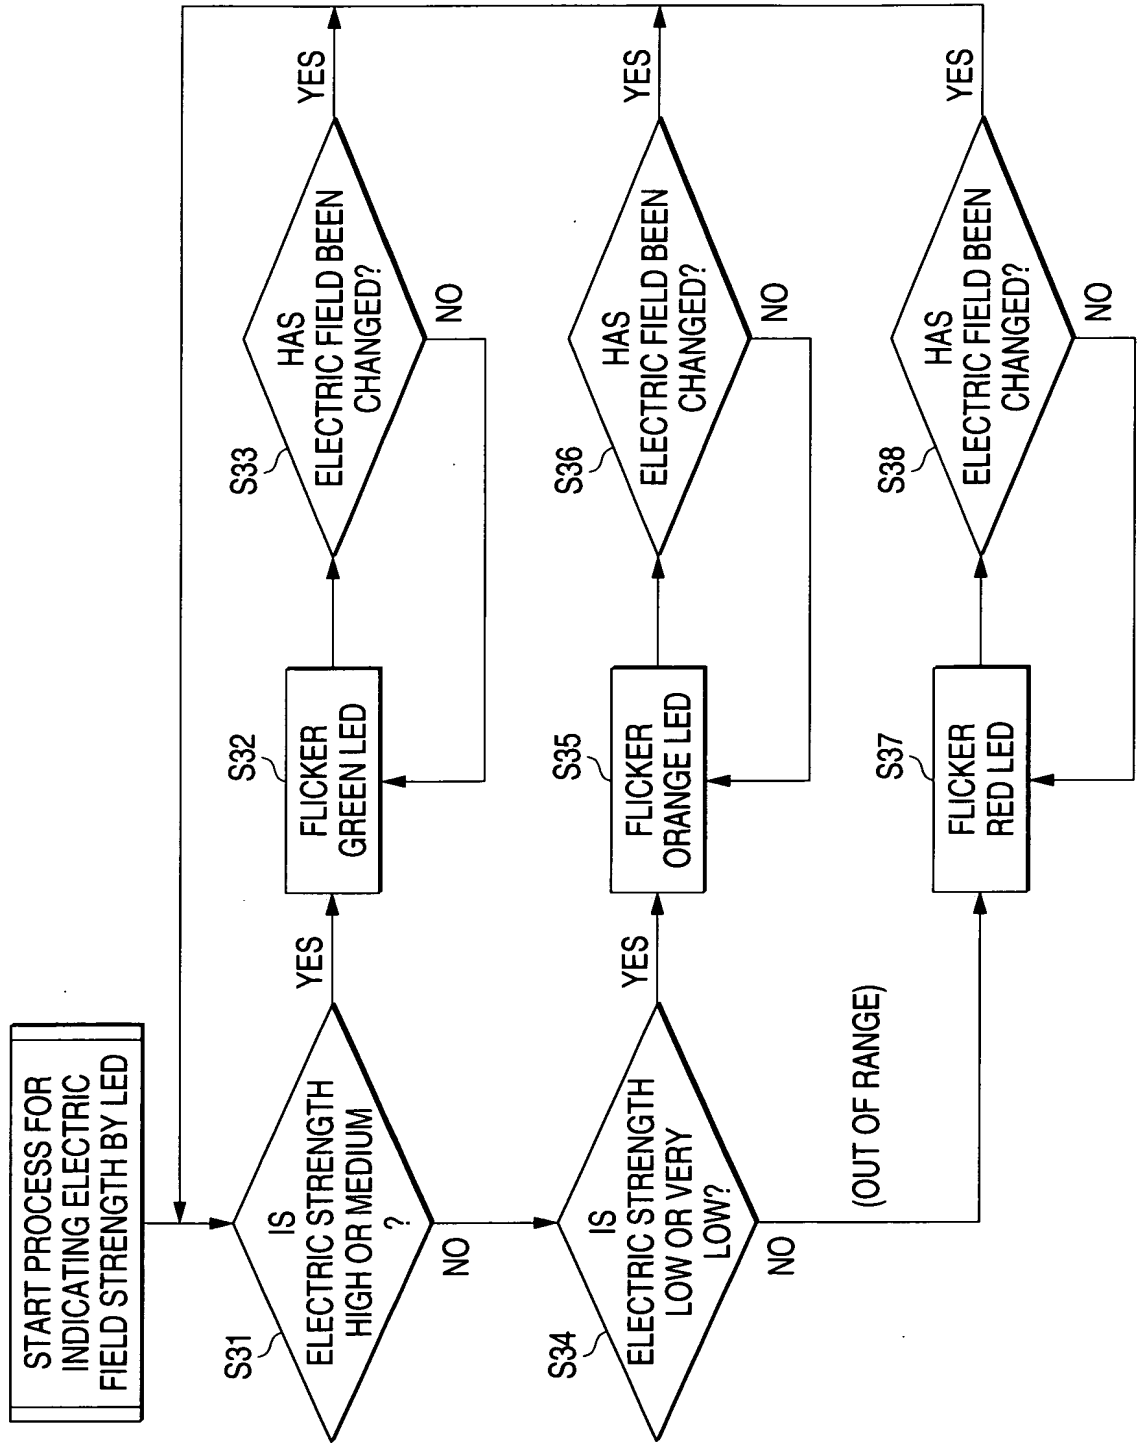 START PROCESS FOR
INDICATING ELECTRIC
FIELD STRENGTH BY LED
S31
IS
ELECTRIC STRENGTH
HIGH OR MEDIUM
?
YES
NO
S32
FLICKER
GREEN LED
S33
HAS
ELECTRIC FIELD BEEN
CHANGED?
YES
NO
S34
IS
ELECTRIC STRENGTH
LOW OR VERY
LOW?
YES
NO
S35
FLICKER
ORANGE LED
S36
HAS
ELECTRIC FIELD BEEN
CHANGED?
YES
NO
(OUT OF RANGE)
S37
FLICKER
RED LED
S38
HAS
ELECTRIC FIELD BEEN
CHANGED?
YES
NO